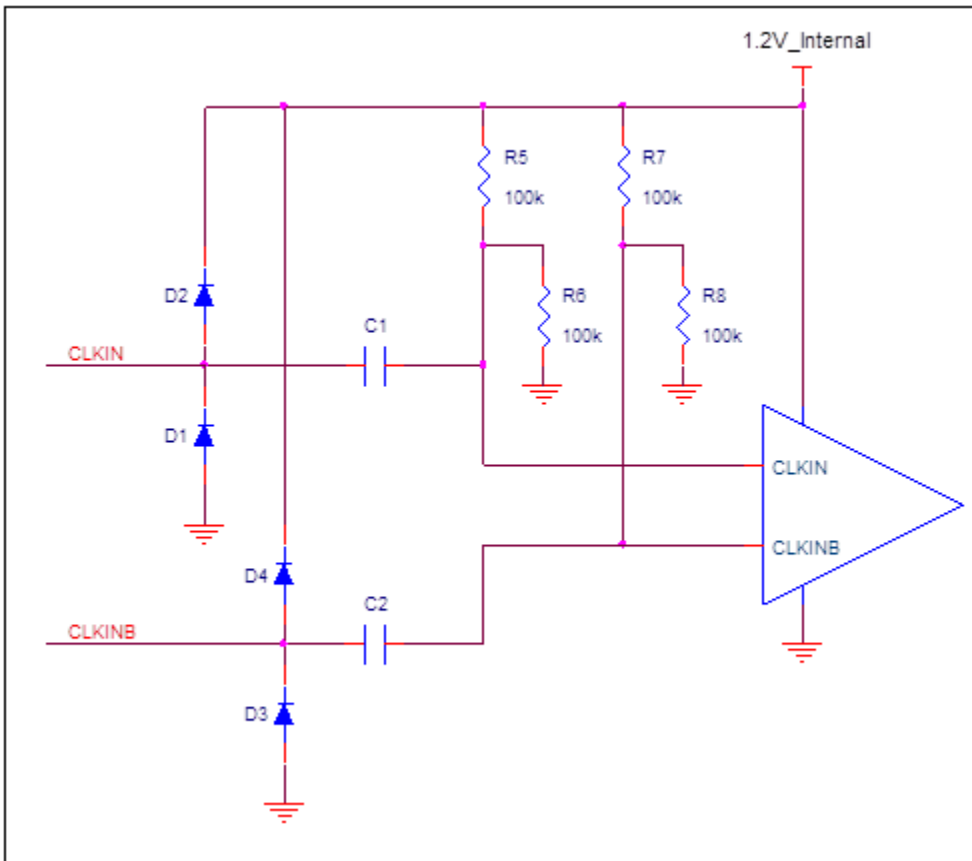 1.2V_Internal
R5
100k
R7
100k
D2
R6
100k
R8
100k
C1
CLKIN
D1
CLKIN
CLKINB
D4
C2
CLKINB
D3